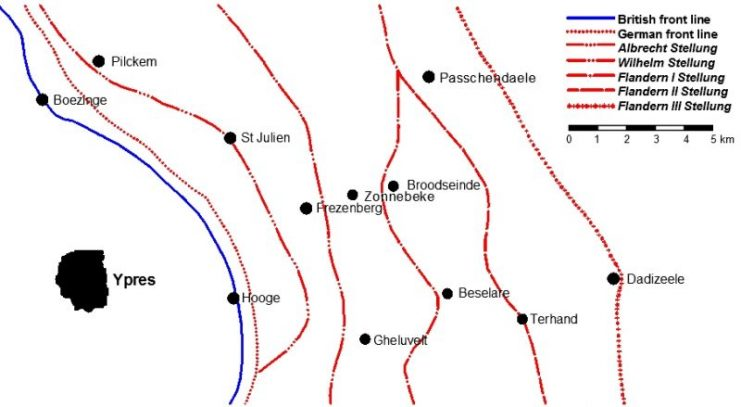 British front line
German front line
Albrecht Stellung
Wilhelm Stellung
Flandern I Stellung
Flandern II Stellung
Flandern III Stellung
0 1 2 3 4 5 km
Pilckem
Passchendaele
Boezinge
St Julien
Broodseinde
Zonnebeke
Frezenberg
Ypres
Dadizeele
Hooge
Beselare
Terhand
Gheluvelt